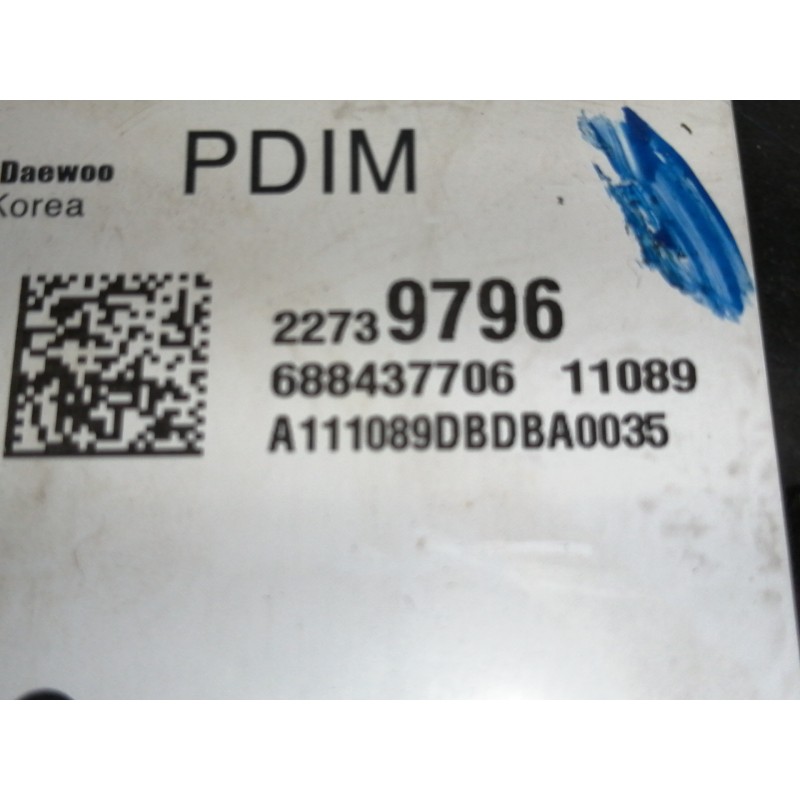 Daewoo
Korea
PDIM
22739796
688437706 11089
A111089DBDBA0035